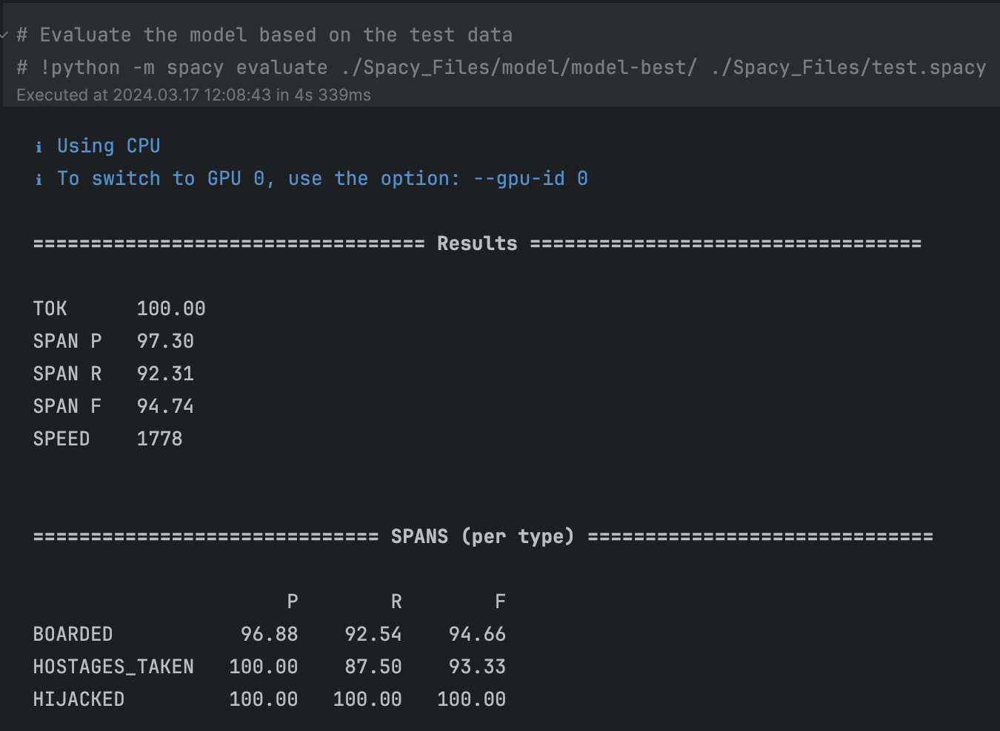 # Evaluate the model based on the test data
# !python -m spacy evaluate ./Spacy_Files/model/model-best/ ./Spacy_Files/test.spacy
Executed at 2024.03.17 12:08:43 in 4s 339ms
ℹ Using CPU
ℹ To switch to GPU 0, use the option: --gpu-id 0
================================== Results ==================================
TOK      100.00
SPAN P   97.30
SPAN R   92.31
SPAN F   94.74
SPEED    1778
============================== SPANS (per type) ==============================
                      P        R        F
BOARDED           96.88    92.54    94.66
HOSTAGES_TAKEN   100.00    87.50    93.33
HIJACKED         100.00   100.00   100.00